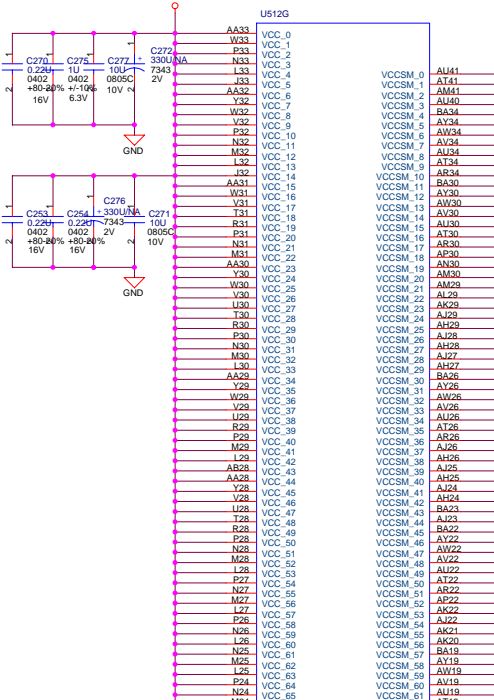 U512G
C270
0.22U
0402
+80-20%
16V
C275
1U
0402
+/-10%
6.3V
C277
10U
0805C
10V
C272
330U/NA
7343
2V
GND
C253
0.22U
0402
+80-20%
16V
C254
0.22U
0402
+80-20%
16V
C276
330U/NA
7343
2V
C271
10U
0805C
10V
GND
AA33 VCC_0
W33 VCC_1
P33 VCC_2
N33 VCC_3
L33 VCC_4
J33 VCC_5
AA32 VCC_6
Y32 VCC_7
W32 VCC_8
V32 VCC_9
P32 VCC_10
N32 VCC_11
M32 VCC_12
L32 VCC_13
J32 VCC_14
AA31 VCC_15
W31 VCC_16
V31 VCC_17
T31 VCC_18
R31 VCC_19
P31 VCC_20
N31 VCC_21
M31 VCC_22
AA30 VCC_23
Y30 VCC_24
W30 VCC_25
V30 VCC_26
U30 VCC_27
T30 VCC_28
R30 VCC_29
P30 VCC_30
N30 VCC_31
M30 VCC_32
L30 VCC_33
AA29 VCC_34
Y29 VCC_35
W29 VCC_36
V29 VCC_37
U29 VCC_38
R29 VCC_39
P29 VCC_40
M29 VCC_41
L29 VCC_42
AB28 VCC_43
AA28 VCC_44
Y28 VCC_45
V28 VCC_46
U28 VCC_47
T28 VCC_48
R28 VCC_49
P28 VCC_50
N28 VCC_51
M28 VCC_52
L28 VCC_53
P27 VCC_54
N27 VCC_55
M27 VCC_56
L27 VCC_57
P26 VCC_58
N26 VCC_59
L26 VCC_60
N25 VCC_61
M25 VCC_62
L25 VCC_63
P24 VCC_64
N24 VCC_65
VCCSM_0 AU41
VCCSM_1 AT41
VCCSM_2 AM41
VCCSM_3 AU40
VCCSM_4 BA34
VCCSM_5 AY34
VCCSM_6 AW34
VCCSM_7 AV34
VCCSM_8 AU34
VCCSM_9 AT34
VCCSM_10 AR34
VCCSM_11 BA30
VCCSM_12 AY30
VCCSM_13 AW30
VCCSM_14 AV30
VCCSM_15 AU30
VCCSM_16 AT30
VCCSM_17 AR30
VCCSM_18 AP30
VCCSM_19 AN30
VCCSM_20 AM30
VCCSM_21 AM29
VCCSM_22 AL29
VCCSM_23 AK29
VCCSM_24 AJ29
VCCSM_25 AH29
VCCSM_26 AJ28
VCCSM_27 AH28
VCCSM_28 AJ27
VCCSM_29 AH27
VCCSM_30 BA26
VCCSM_31 AY26
VCCSM_32 AW26
VCCSM_33 AV26
VCCSM_34 AU26
VCCSM_35 AT26
VCCSM_36 AR26
VCCSM_37 AJ26
VCCSM_38 AH26
VCCSM_39 AJ25
VCCSM_40 AH25
VCCSM_41 AJ24
VCCSM_42 AH24
VCCSM_43 BA23
VCCSM_44 AJ23
VCCSM_45 BA22
VCCSM_46 AY22
VCCSM_47 AW22
VCCSM_48 AV22
VCCSM_49 AU22
VCCSM_50 AT22
VCCSM_51 AR22
VCCSM_52 AP22
VCCSM_53 AK22
VCCSM_54 AJ22
VCCSM_55 AK21
VCCSM_56 AK20
VCCSM_57 BA19
VCCSM_58 AY19
VCCSM_59 AW19
VCCSM_60 AV19
VCCSM_61 AU19